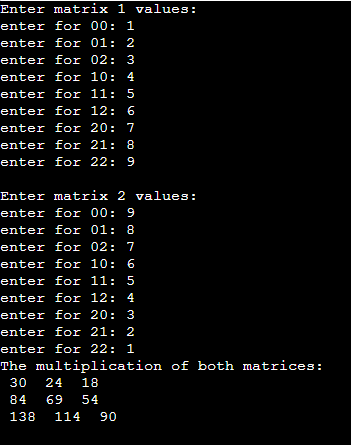 Enter matrix 1 values:
enter for 00: 1
enter for 01: 2
enter for 02: 3
enter for 10: 4
enter for 11: 5
enter for 12: 6
enter for 20: 7
enter for 21: 8
enter for 22: 9

Enter matrix 2 values:
enter for 00: 9
enter for 01: 8
enter for 02: 7
enter for 10: 6
enter for 11: 5
enter for 12: 4
enter for 20: 3
enter for 21: 2
enter for 22: 1
The multiplication of both matrices:
 30  24  18
 84  69  54
 138  114  90